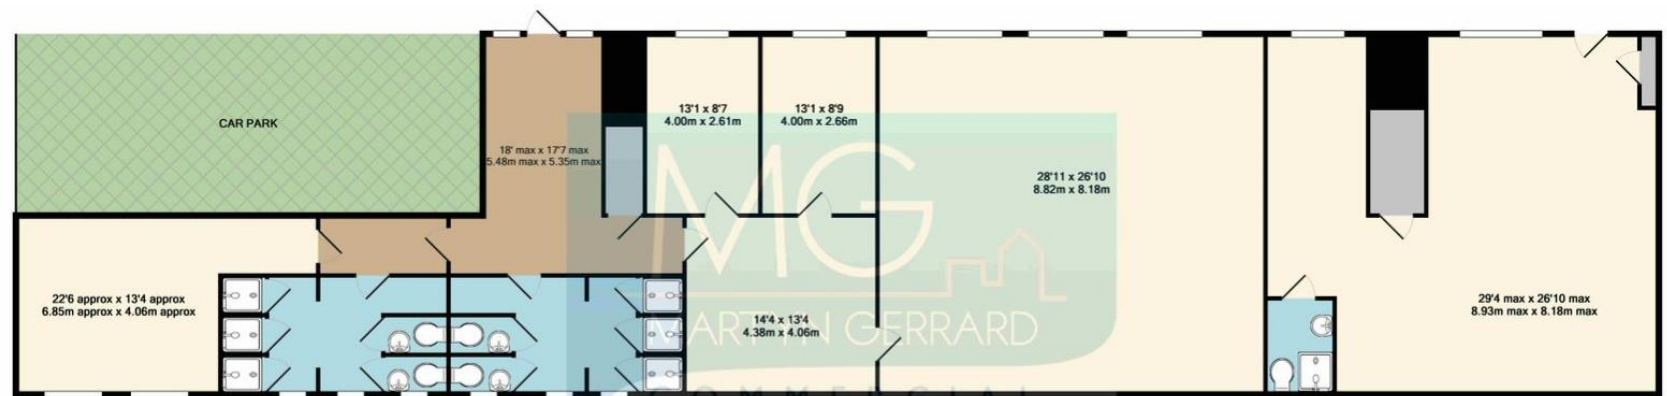 CAR PARK
18' max x 17'7 max
5.48m max x 5.35m max
13'1 x 8'7
4.00m x 2.61m
13'1 x 8'9
4.00m x 2.66m
28'11 x 26'10
8.82m x 8.18m
22'6 approx x 13'4 approx
6.85m approx x 4.06m approx
14'4 x 13'4
4.38m x 4.06m
29'4 max x 26'10 max
8.93m max x 8.18m max
MG
MARTYN GERRARD
COMMERCIAL